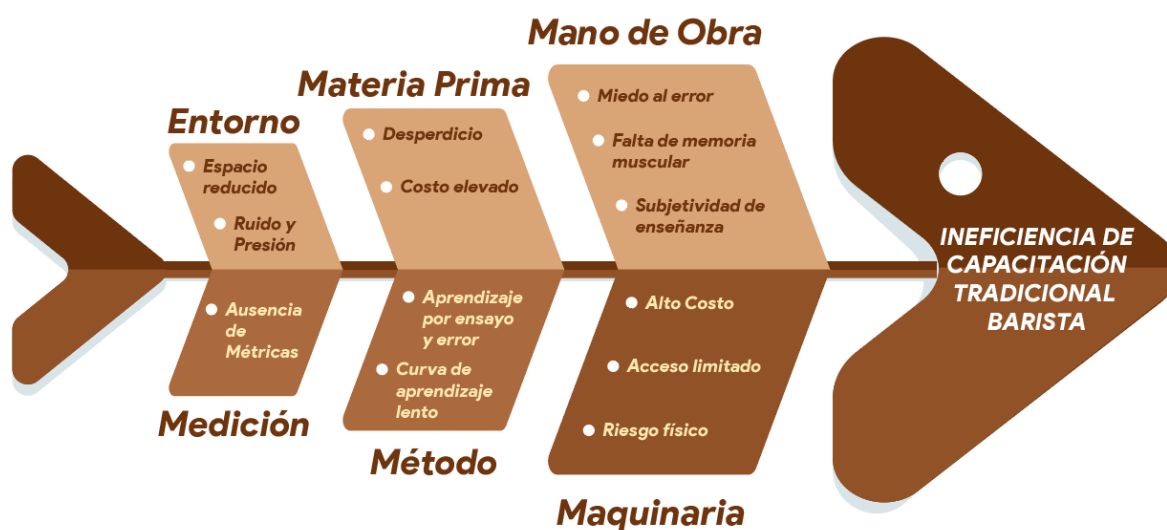 Entorno
Espacio
reducido
Ruido y
Presión
Materia Prima
Desperdicio
Costo elevado
Mano de Obra
Miedo al error
Falta de memoria
muscular
Subjetividad de
enseñanza
Ausencia
de
Métricas
Medición
Aprendizaje
por ensayo
y error
Curva de
aprendizaje
lento
Método
Alto Costo
Acceso limitado
Riesgo físico
Maquinaria
INEFICIENCIA DE
CAPACITACIÓN
TRADICIONAL
BARISTA